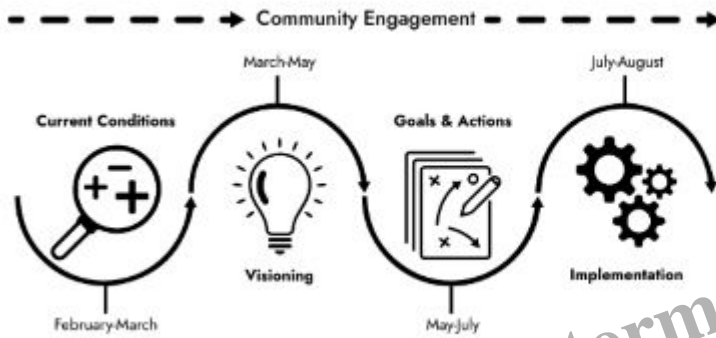 Community Engagement
March-May
July-August
Current Conditions
Goals & Actions
Visioning
Implementation
February-March
May-July